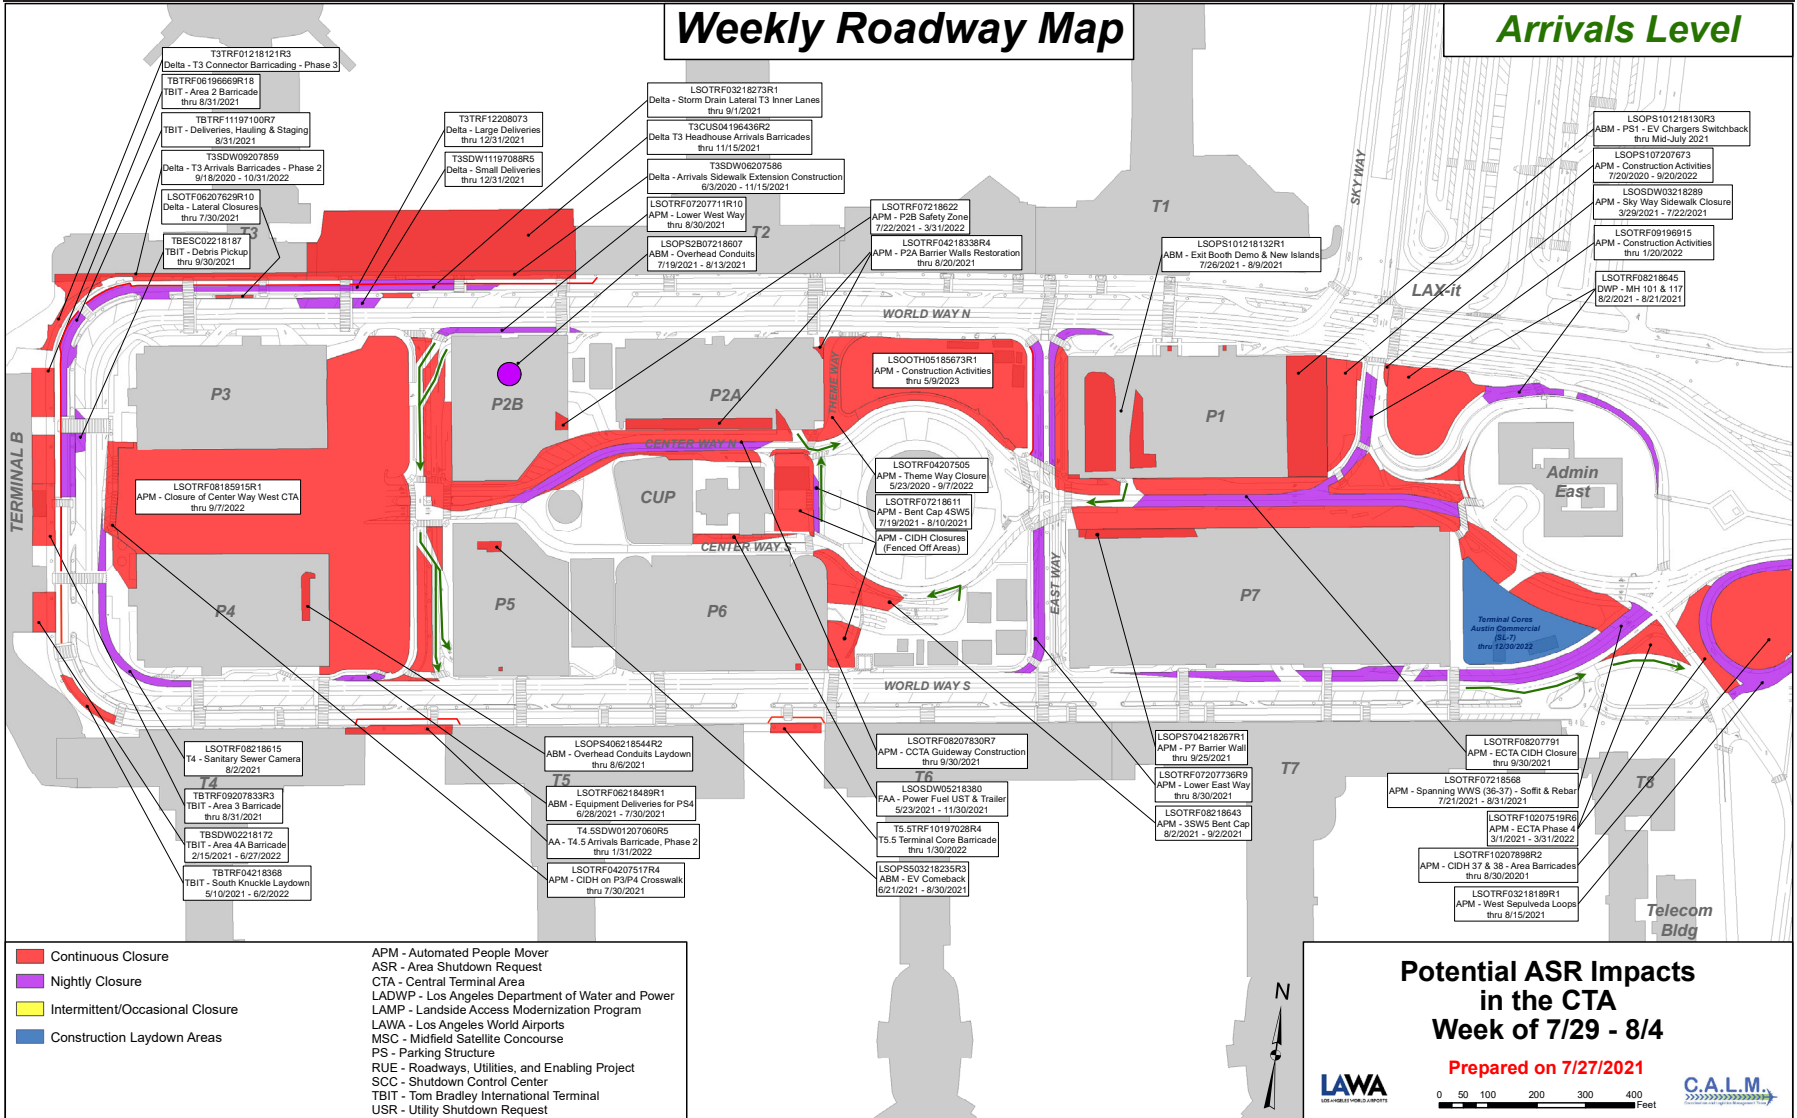 Weekly Roadway Map
Arrivals Level
T3TRF01218121R3
Delta - T3 Connector Barricading - Phase 3
TBTRF06196669R18
TBIT - Area 2 Barricade
thru 8/31/2021
TBTRF11197100R7
TBIT - Deliveries, Hauling & Staging
8/31/2021
T3SDW09207859
Delta - T3 Arrivals Barricades - Phase 2
9/18/2020 - 10/31/2022
LSOTF06207629R10
Delta - Lateral Closures
thru 7/30/2021
TBESC02218187
TBIT - Debris Pickup
thru 9/30/2021
T3TRF12208073
Delta - Large Deliveries
thru 12/31/2021
T3SDW11197088R5
Delta - Small Deliveries
thru 12/31/2021
LSOTRF03218273R1
Delta - Storm Drain Lateral T3 Inner Lanes
thru 9/1/2021
T3CUS04196436R2
Delta T3 Headhouse Arrivals Barricades
thru 11/15/2021
T3SDW06207586
Delta - Arrivals Sidewalk Extension Construction
6/3/2020 - 11/15/2021
LSOTRF07207711R10
APM - Lower West Way
thru 8/30/2021
LSOPS2B07218607
ABM - Overhead Conduits
7/19/2021 - 8/13/2021
LSOTRF07218622
APM - P2B Safety Zone
7/22/2021 - 3/31/2022
LSOTRF04218338R4
APM - P2A Barrier Walls Restoration
thru 8/20/2021
LSOPS101218132R1
ABM - Exit Booth Demo & New Islands
7/26/2021 - 8/9/2021
LSOPS101218130R3
ABM - PS1 - EV Chargers Switchback
thru Mid-July 2021
LSOPS107207673
APM - Construction Activities
7/20/2020 - 9/20/2022
LSOSDW03218289
APM - Sky Way Sidewalk Closure
3/29/2021 - 7/22/2021
LSOTRF09196915
APM - Construction Activities
thru 1/20/2022
LSOTRF08218645
DWP - MH 101 & 117
8/2/2021 - 8/21/2021
T3
T2
T1
SKY WAY
LAX-it
WORLD WAY N
P3
P2B
P2A
THEME WAY
LSOOTH05185673R1
APM - Construction Activities
thru 5/9/2023
P1
CENTER WAY N
TERMINAL B
LSOTRF08185915R1
APM - Closure of Center Way West CTA
thru 9/7/2022
CUP
LSOTRF04207505
APM - Theme Way Closure
5/23/2020 - 9/7/2022
LSOTRF07218611
APM - Bent Cap 4SW5
7/19/2021 - 8/10/2021
APM - CIDH Closures
(Fenced Off Areas)
Admin
East
CENTER WAY S
EAST WAY
P4
P5
P6
P7
Terminal Cores
Austin Commercial
(SL-7)
thru 12/30/2022
WORLD WAY S
T4
T5
T6
T7
T8
LSOTRF08218615
T4 - Sanitary Sewer Camera
8/2/2021
TBTRF09207833R3
TBIT - Area 3 Barricade
thru 8/31/2021
TBSDW02218172
TBIT - Area 4A Barricade
2/15/2021 - 6/27/2022
TBTRF04218368
TBIT - South Knuckle Laydown
5/10/2021 - 6/2/2022
LSOPS406218544R2
ABM - Overhead Conduits Laydown
thru 8/6/2021
LSOTRF06218489R1
ABM - Equipment Deliveries for PS4
6/28/2021 - 7/30/2021
T4.5SDW01207060R5
AA - T4.5 Arrivals Barricade, Phase 2
thru 1/31/2022
LSOTRF04207517R4
APM - CIDH on P3/P4 Crosswalk
thru 7/30/2021
LSOTRF08207830R7
APM - CCTA Guideway Construction
thru 9/30/2021
LSOSDW05218380
FAA - Power Fuel UST & Trailer
5/23/2021 - 11/30/2021
T5.5TRF10197028R4
T5.5 Terminal Core Barricade
thru 1/30/2022
LSOPS503218235R3
ABM - EV Comeback
6/21/2021 - 8/30/2021
LSOPS704218267R1
APM - P7 Barrier Wall
thru 9/25/2021
LSOTRF07207736R9
APM - Lower East Way
thru 8/30/2021
LSOTRF08218643
APM - 3SW5 Bent Cap
8/2/2021 - 9/2/2021
LSOTRF08207791
APM - ECTA CIDH Closure
thru 9/30/2021
LSOTRF07218568
APM - Spanning WWS (36-37) - Soffit & Rebar
7/21/2021 - 8/31/2021
LSOTRF10207519R6
APM - ECTA Phase 4
3/1/2021 - 3/31/2022
LSOTRF10207898R2
APM - CIDH 37 & 38 - Area Barricades
thru 8/30/20201
LSOTRF03218189R1
APM - West Sepulveda Loops
thru 8/15/2021
Telecom
Bldg
Continuous Closure
Nightly Closure
Intermittent/Occasional Closure
Construction Laydown Areas
APM - Automated People Mover
ASR - Area Shutdown Request
CTA - Central Terminal Area
LADWP - Los Angeles Department of Water and Power
LAMP - Landside Access Modernization Program
LAWA - Los Angeles World Airports
MSC - Midfield Satellite Concourse
PS - Parking Structure
RUE - Roadways, Utilities, and Enabling Project
SCC - Shutdown Control Center
TBIT - Tom Bradley International Terminal
USR - Utility Shutdown Request
N
Potential ASR Impacts
in the CTA
Week of 7/29 - 8/4
Prepared on 7/27/2021
LAWA
LOS ANGELES WORLD AIRPORTS
0 50 100 200 300 400
Feet
C.A.L.M.